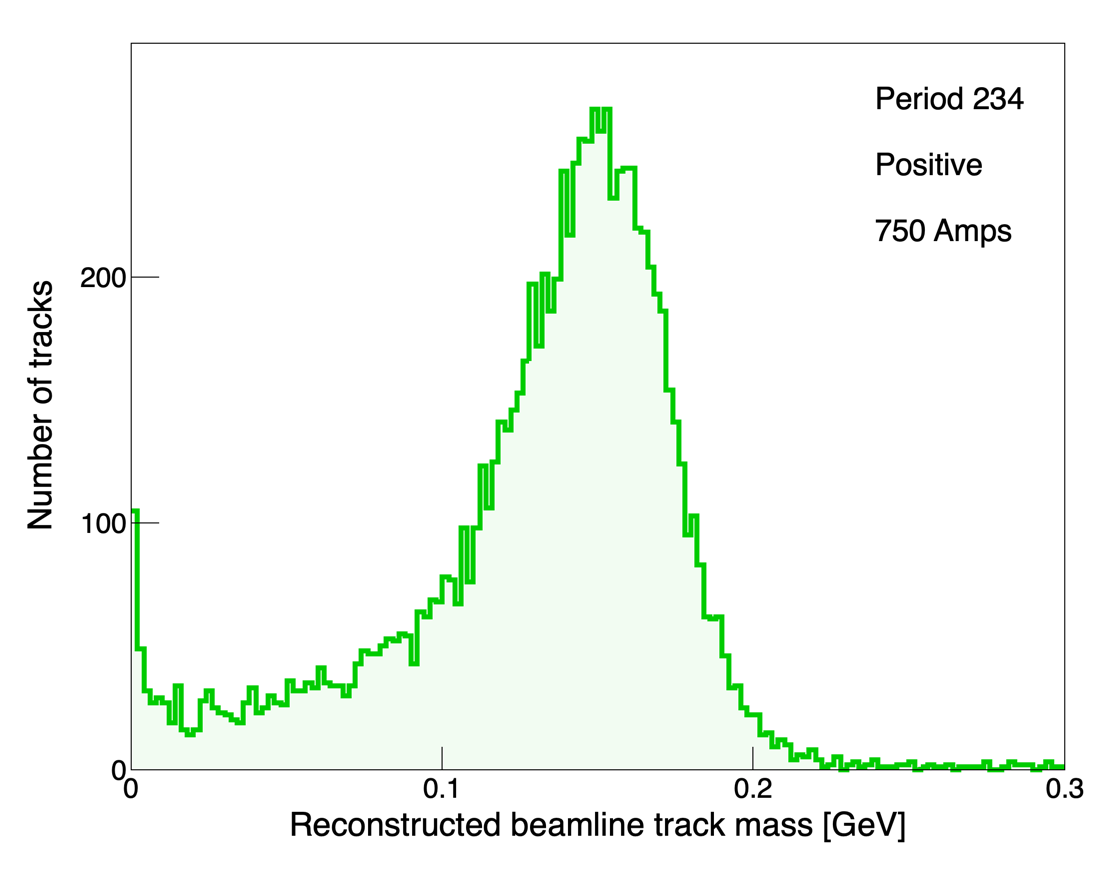 Period 234
Positive
750 Amps
Number of tracks
200
100
0
0 0.1 0.2 0.3
Reconstructed beamline track mass [GeV]